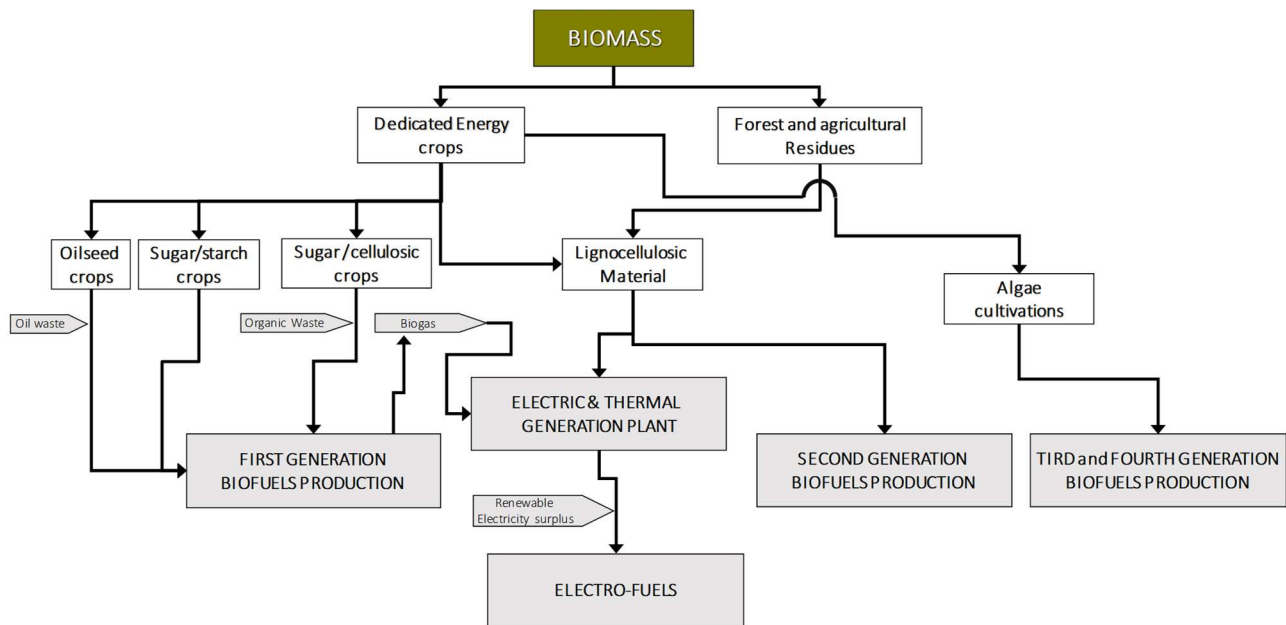 BIOMASS
Dedicated Energy
crops
Forest and agricultural
Residues
Oilseed
crops
Sugar/starch
crops
Sugar/cellulosic
crops
Lignocellulosic
Material
Algae
cultivations
Oil waste
Organic Waste
Biogas
ELECTRIC & THERMAL
GENERATION PLANT
FIRST GENERATION
BIOFUELS PRODUCTION
SECOND GENERATION
BIOFUELS PRODUCTION
TIRD and FOURTH GENERATION
BIOFUELS PRODUCTION
Renewable
Electricity surplus
ELECTRO-FUELS